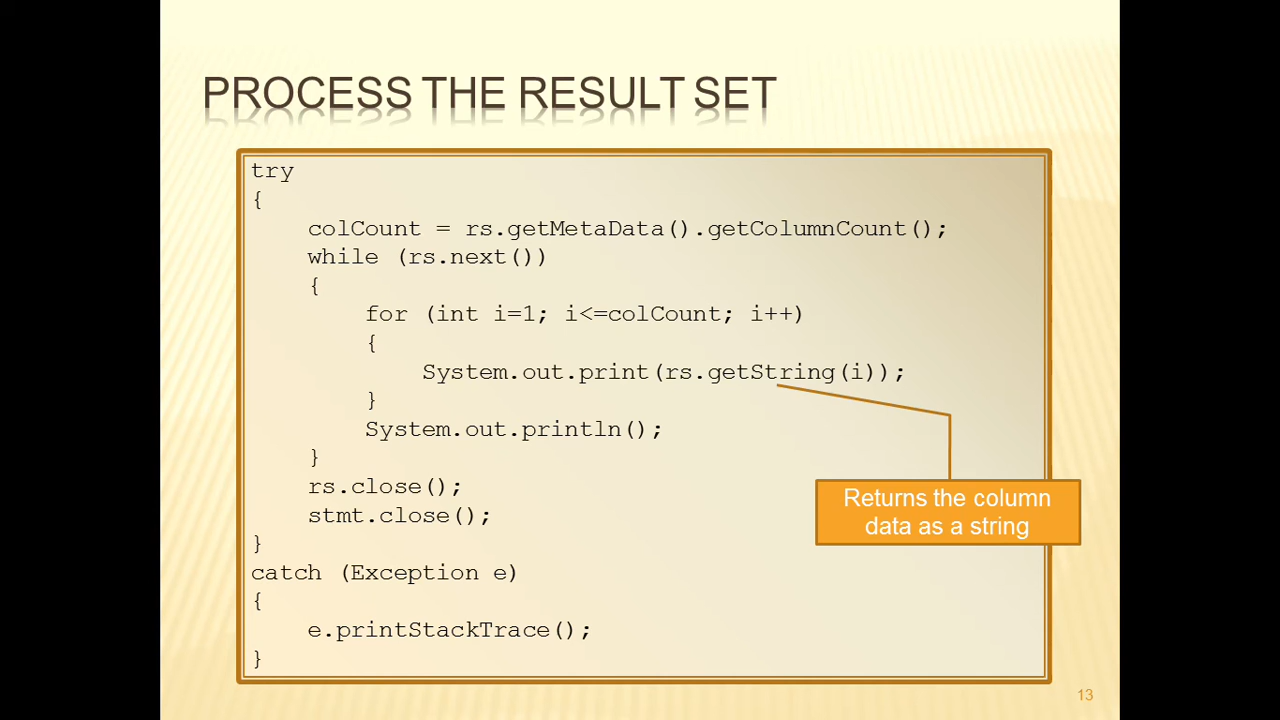 PROCESS THE RESULT SET
try
{
    colCount = rs.getMetaData().getColumnCount();
    while (rs.next())
    {
        for (int i=1; i<=colCount; i++)
        {
            System.out.print(rs.getString(i));
        }
        System.out.println();
    }
    rs.close();
    stmt.close();
}
catch (Exception e)
{
    e.printStackTrace();
}
Returns the column
data as a string
13